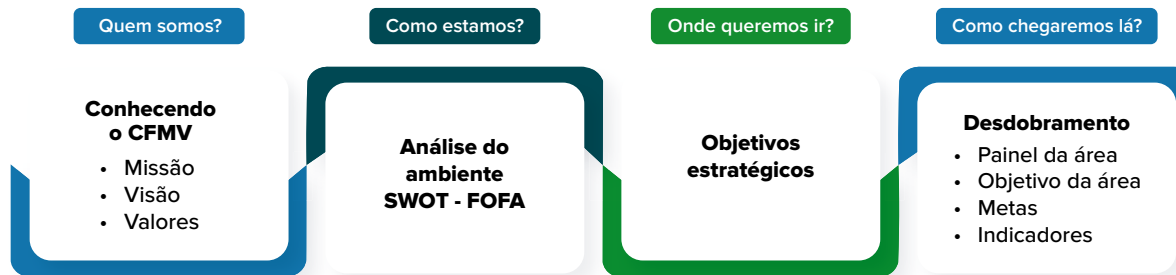 Quem somos?
Conhecendo
o CFMV
• Missão
• Visão
• Valores
Como estamos?
Análise do
ambiente
SWOT - FOFA
Onde queremos ir?
Objetivos
estratégicos
Como chegaremos lá?
Desdobramento
• Painel da área
• Objetivo da área
• Metas
• Indicadores